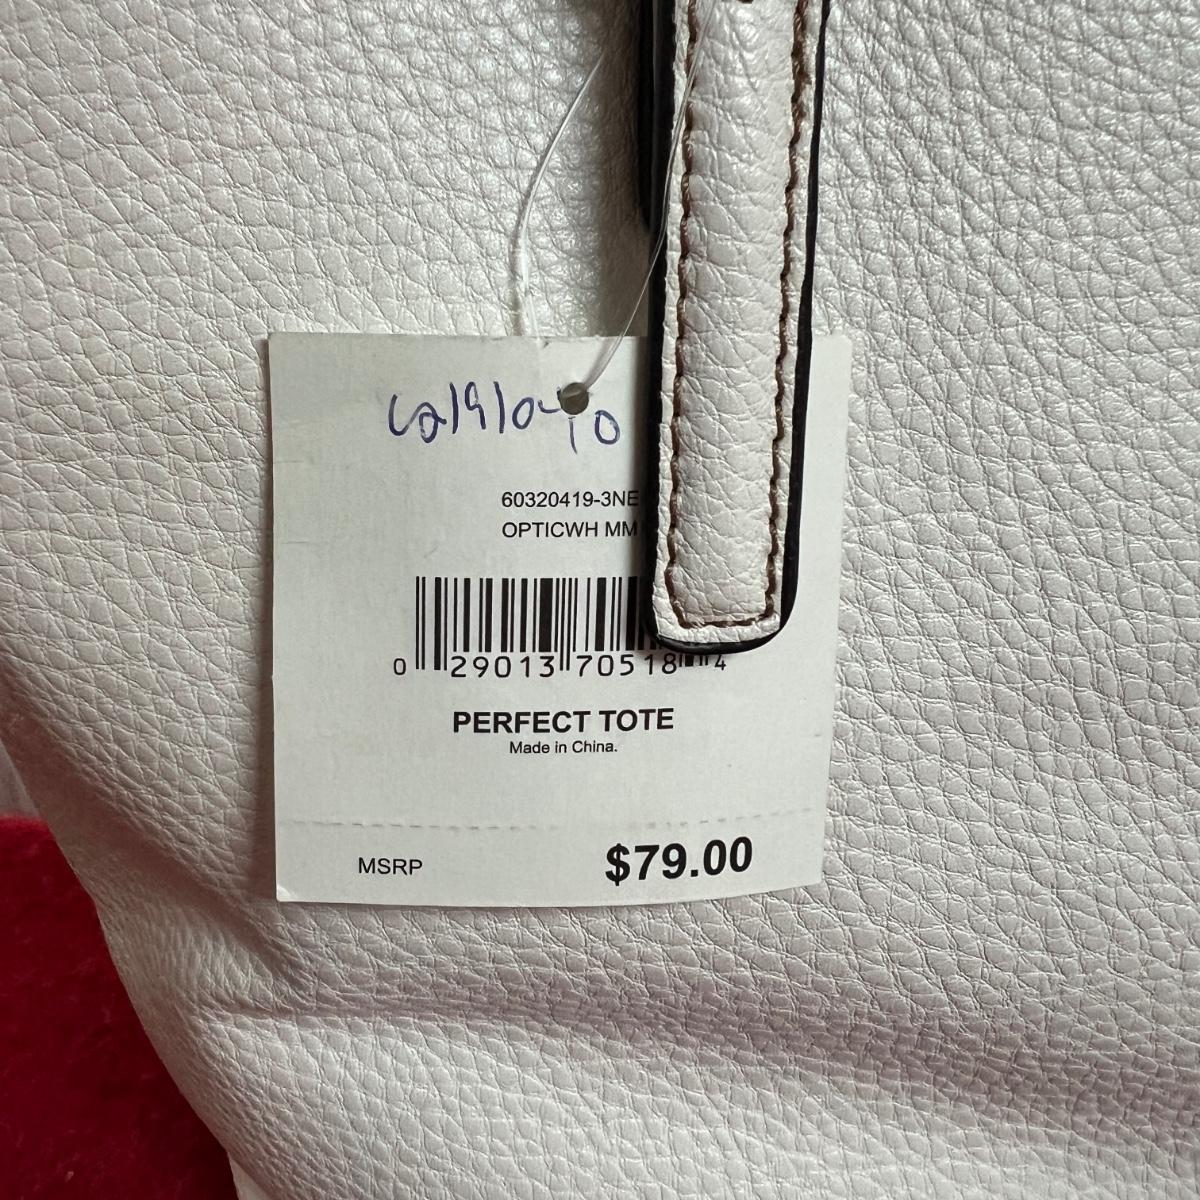 60320419-3NE
OPTICWH MM
0 29013 70518 4
PERFECT TOTE
Made in China.
MSRP $79.00